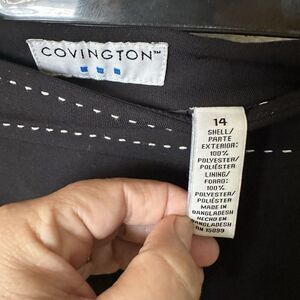 COVINGTON™
14
SHELL/
PARTE
EXTERIOR:
100%
POLYESTER/
POLIÉSTER
LINING/
FORRO:
100%
POLYESTER/
POLIÉSTER
MADE IN
BANGLADESH
HECHO EN
BANGLADESH
RN 15099